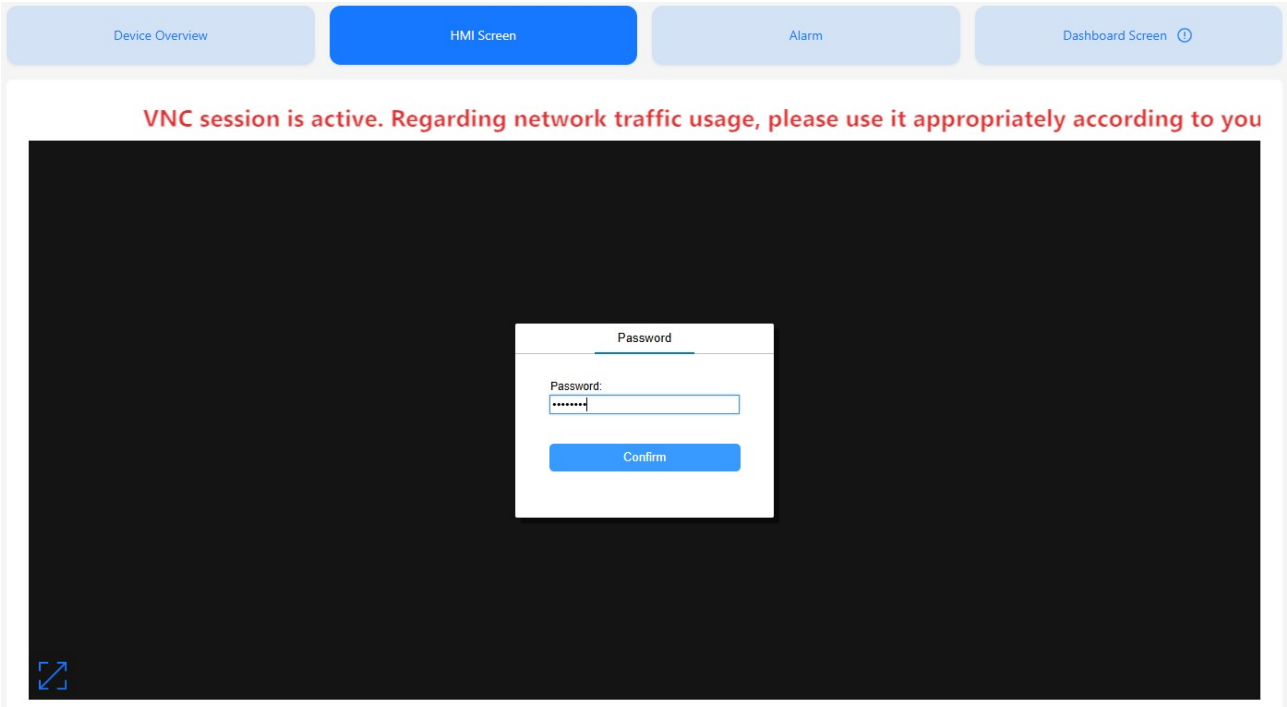 Device Overview
HMI Screen
Alarm
Dashboard Screen
VNC session is active. Regarding network traffic usage, please use it appropriately according to you
Password
Password:
••••••••
Confirm